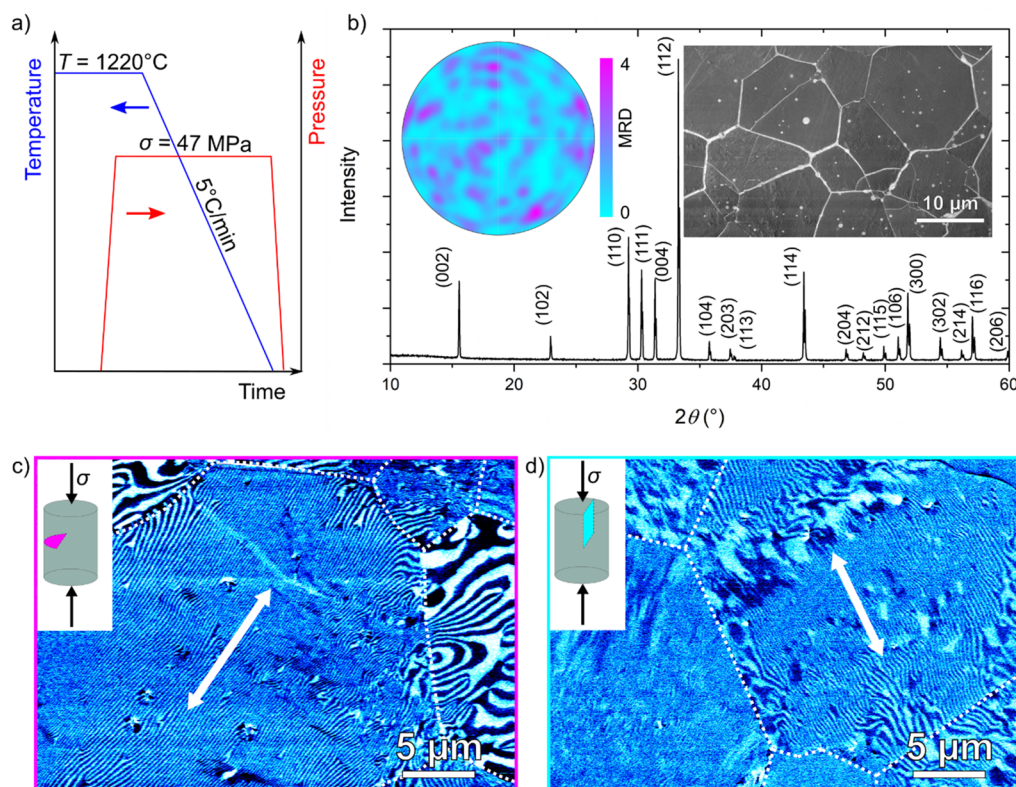 a)
T = 1220°C
σ = 47 MPa
5°C/min
Temperature
Pressure
Time
b)
4
MRD
0
10 μm
Intensity
(002)
(102)
(110)
(111)
(004)
(112)
(104)
(203)
(113)
(114)
(204)
(212)
(115)
(106)
(300)
(302)
(214)
(116)
(206)
10 20 30 40 50 60
2θ (°)
c)
σ
5 μm
d)
σ
5 μm